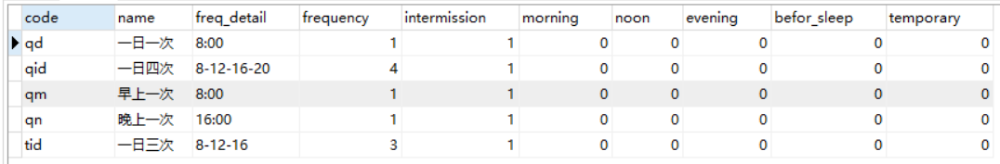 code name freq_detail frequency intermission morning noon evening befor_sleep temporary
qd 一日一次 8:00 1 1 0 0 0 0 0
qid 一日四次 8-12-16-20 4 1 0 0 0 0 0
qm 早上一次 8:00 1 1 0 0 0 0 0
qn 晚上一次 16:00 1 1 0 0 0 0 0
tid 一日三次 8-12-16 3 1 0 0 0 0 0